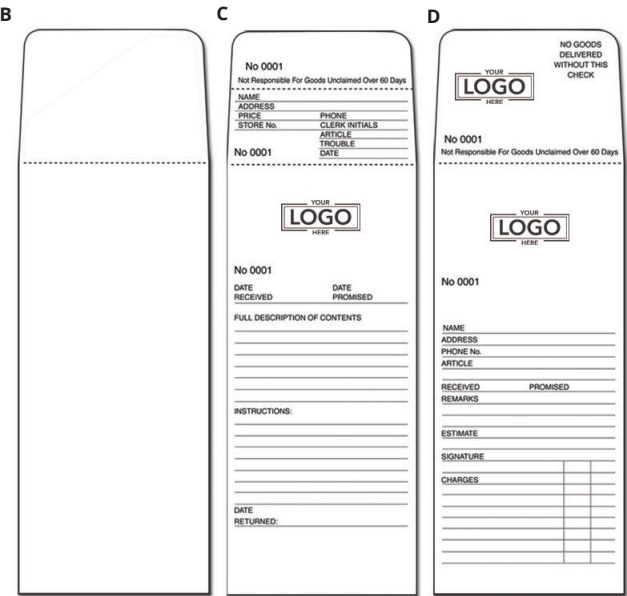 B
C
No 0001
Not Responsible For Goods Unclaimed Over 60 Days
NAME
ADDRESS
PRICE PHONE
STORE No. CLERK INITIALS
ARTICLE
TROUBLE
No 0001 DATE
YOUR
LOGO
HERE
No 0001
DATE DATE
RECEIVED PROMISED
FULL DESCRIPTION OF CONTENTS
INSTRUCTIONS:
DATE
RETURNED:
D
NO GOODS
DELIVERED
WITHOUT THIS
CHECK
YOUR
LOGO
HERE
No 0001
Not Responsible For Goods Unclaimed Over 60 Days
YOUR
LOGO
HERE
No 0001
NAME
ADDRESS
PHONE No.
ARTICLE
RECEIVED PROMISED
REMARKS
ESTIMATE
SIGNATURE
CHARGES